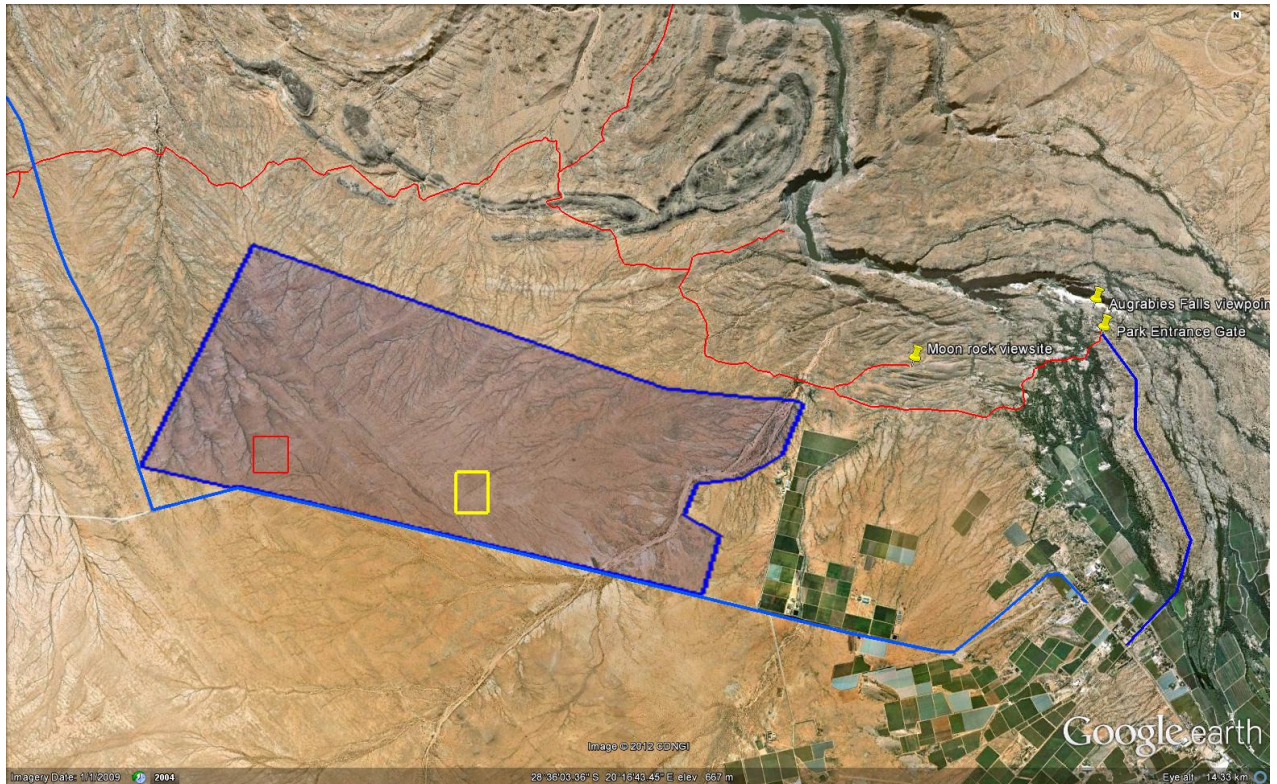 N
Augrabies Falls viewpoin
Park Entrance Gate
Moon rock viewsite
Image © 2012 CDNGI
Google earth
Imagery Date: 1/1/2009 2004 28°36'03.36" S 20°16'43.45" E elev 667 m Eye alt 14.33 km